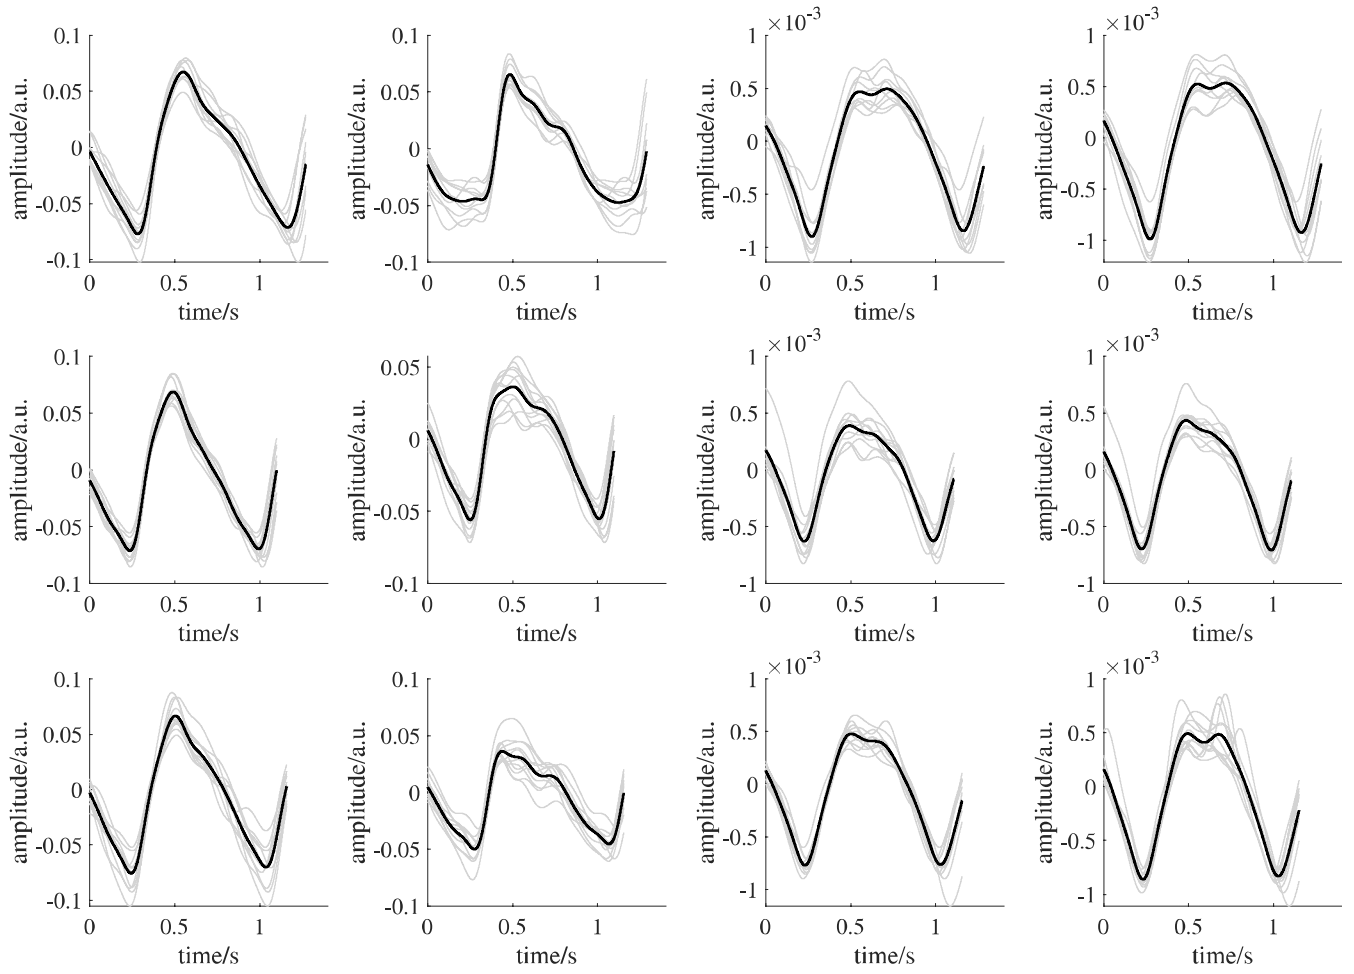 ×10-3 ×10-3
0.1 0.1 1 1
0.05 0.05 0.5 0.5
0 0 0 0
-0.05 -0.05 -0.5 -0.5
-0.1 -0.1 -1 -1
amplitude/a.u. amplitude/a.u. amplitude/a.u. amplitude/a.u.
0 0.5 1 0 0.5 1 0 0.5 1 0 0.5 1
time/s time/s time/s time/s
×10-3 ×10-3
0.1 0.05 1 1
0.05 0 0.5 0.5
0 -0.05 0 0
-0.05 -0.1 -0.5 -0.5
-0.1 -1 -1
amplitude/a.u. amplitude/a.u. amplitude/a.u. amplitude/a.u.
0 0.5 1 0 0.5 1 0 0.5 1 0 0.5 1
time/s time/s time/s time/s
×10-3 ×10-3
0.1 0.1 1 1
0.05 0.05 0.5 0.5
0 0 0 0
-0.05 -0.05 -0.5 -0.5
-0.1 -0.1 -1 -1
amplitude/a.u. amplitude/a.u. amplitude/a.u. amplitude/a.u.
0 0.5 1 0 0.5 1 0 0.5 1 0 0.5 1
time/s time/s time/s time/s